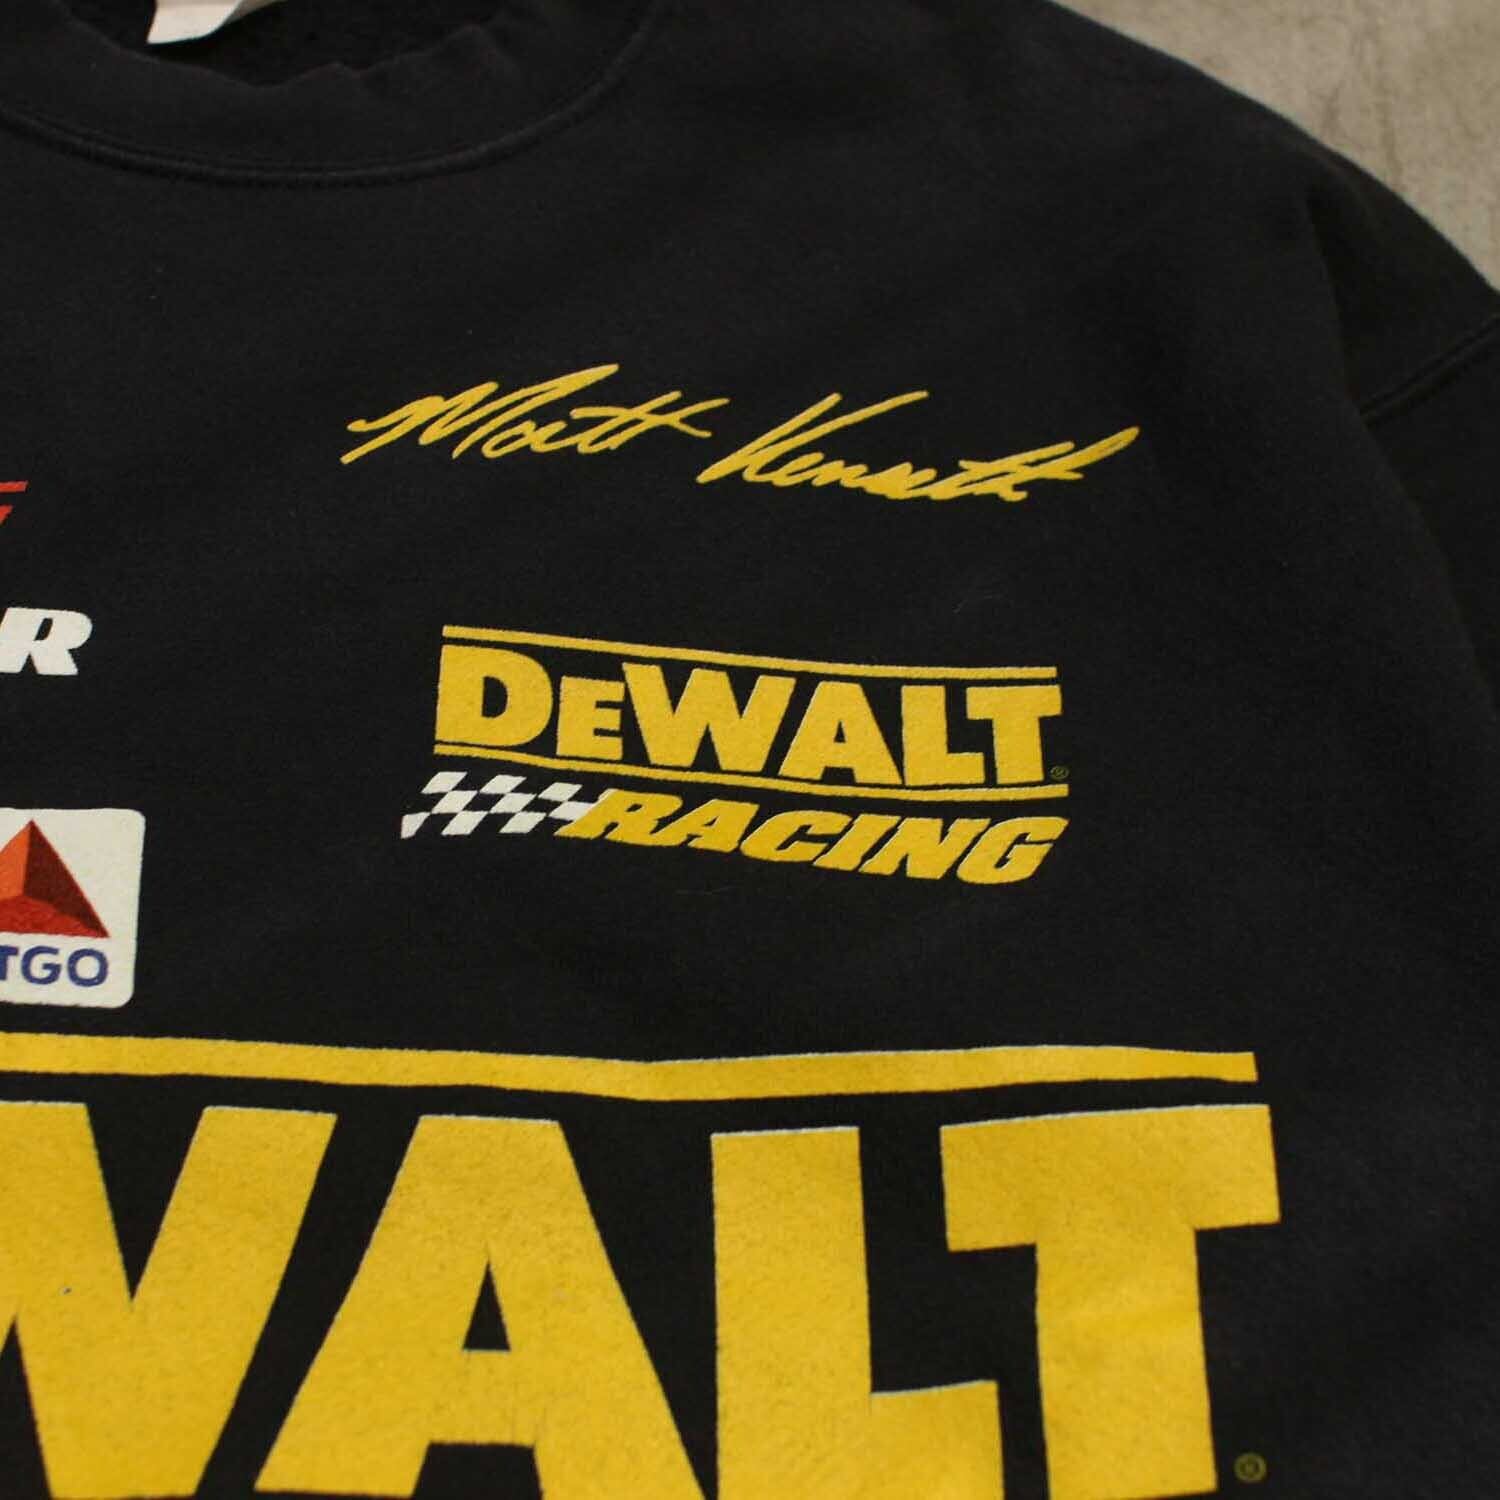 Matt Kenseth
R
DEWALT®
RACING
TGO
WALT®